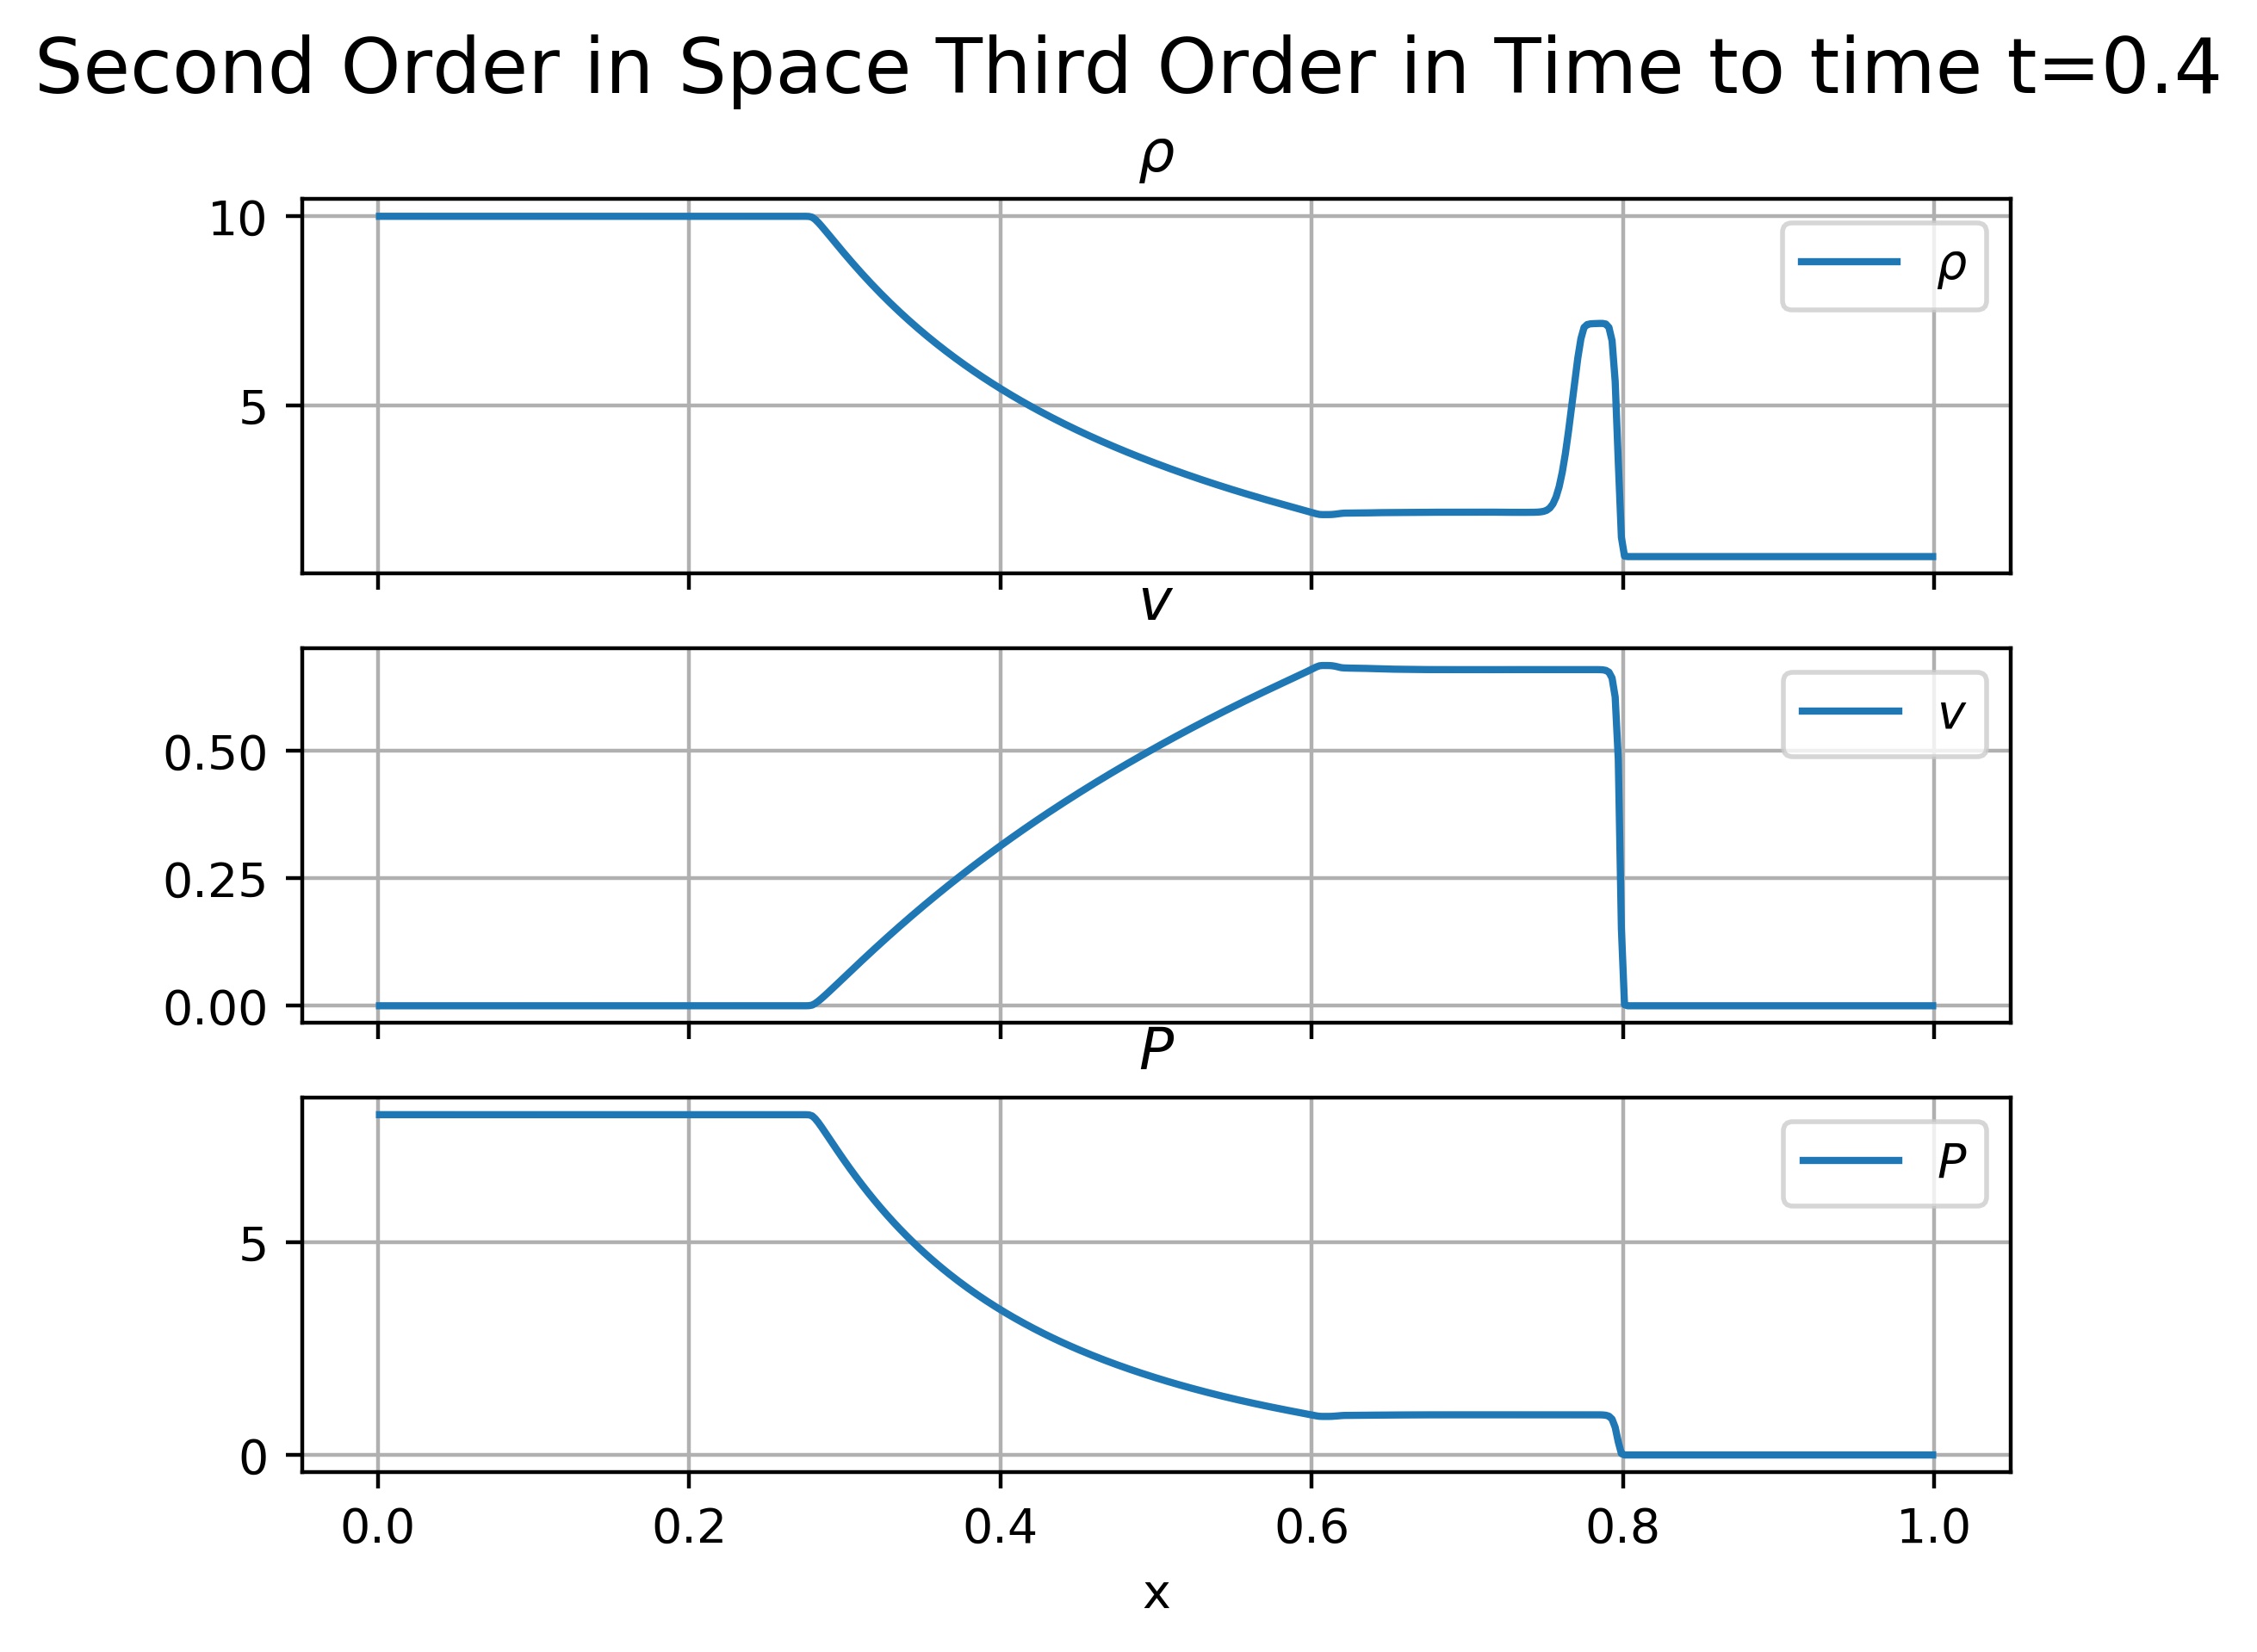 Second Order in Space Third Order in Time to time t=0.4
ρ
10
5
ρ
v
0.50
0.25
0.00
v
P
5
0
P
0.0 0.2 0.4 0.6 0.8 1.0
x